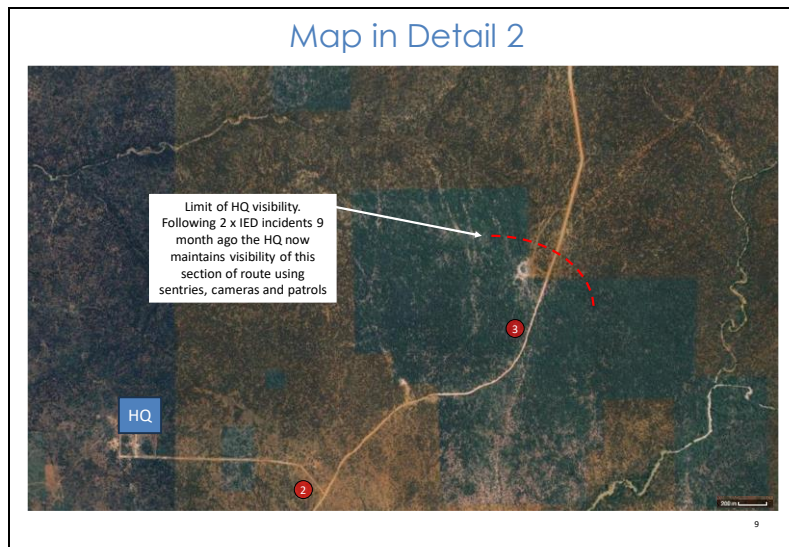 Map in Detail 2
Limit of HQ visibility.
Following 2 x IED incidents 9
month ago the HQ now
maintains visibility of this
section of route using
sentries, cameras and patrols
3
HQ
2
200 m
9